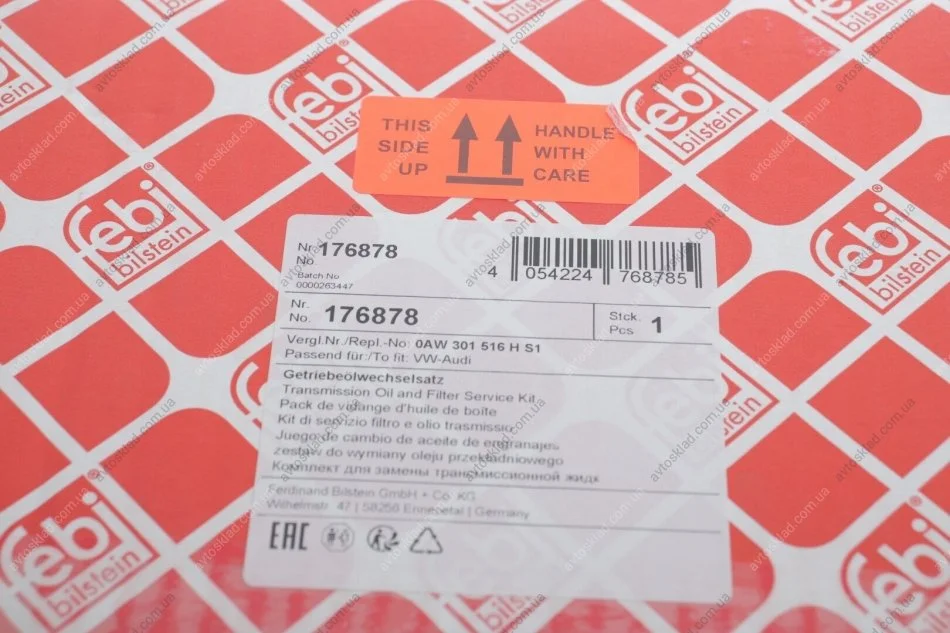 febi
bilstein
THIS
SIDE
UP
HANDLE
WITH
CARE
Nr.
No. 176878
Batch No
0000263447
4 054224 768785
Nr.
No. 176878
Stck.
Pcs 1
Vergl.Nr./Repl.-No: 0AW 301 516 H S1
Passend für:/To fit: VW-Audi
Getriebeölwechselsatz
Transmission Oil and Filter Service Kit
Pack de vidange d'huile de boîte
Kit di servizio filtro e olio trasmissio
Juego de cambio de aceite de engranajes
zestaw do wymiany oleju przekładniowego
Комплект для замены трансмиссионной жидк
Ferdinand Bilstein GmbH + Co. KG
Wilhelmstr. 47 | 58256 Ennepetal | Germany
EAC
avtosklad.com.ua